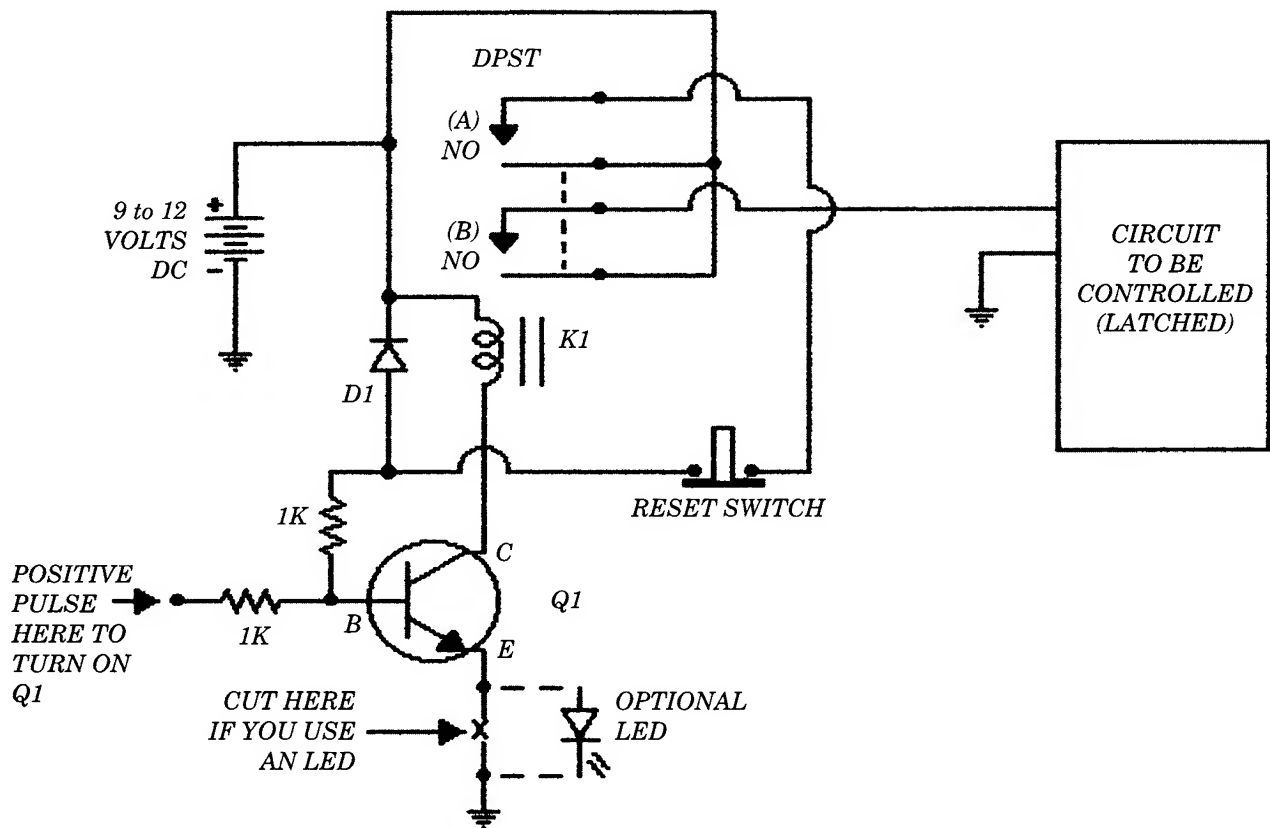 DPST
(A)
NO
9 to 12
VOLTS
DC
+
-
(B)
NO
CIRCUIT
TO BE
CONTROLLED
(LATCHED)
K1
D1
RESET SWITCH
1K
C
POSITIVE
PULSE
HERE TO
TURN ON
Q1
1K
B
Q1
E
CUT HERE
IF YOU USE
AN LED
X
OPTIONAL
LED